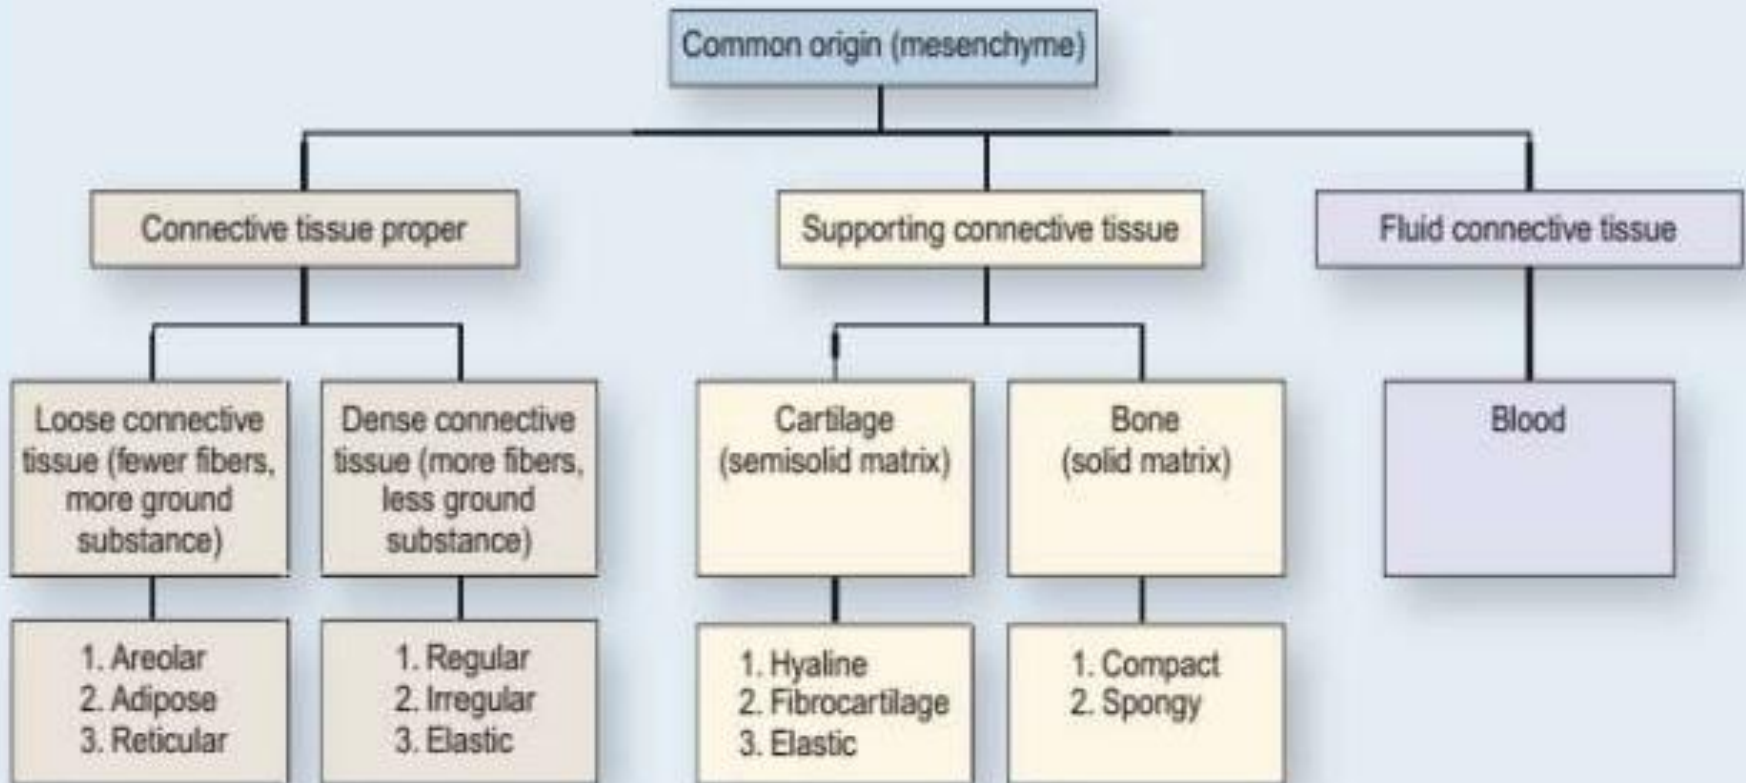 Common origin (mesenchyme)
Connective tissue proper
Supporting connective tissue
Fluid connective tissue
Loose connective
tissue (fewer fibers,
more ground
substance)
Dense connective
tissue (more fibers,
less ground
substance)
Cartilage
(semisolid matrix)
Bone
(solid matrix)
Blood
1. Areolar
2. Adipose
3. Reticular
1. Regular
2. Irregular
3. Elastic
1. Hyaline
2. Fibrocartilage
3. Elastic
1. Compact
2. Spongy